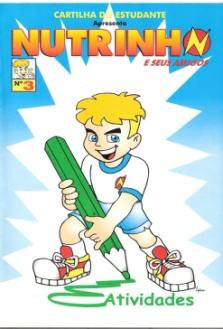 CARTILHA DO ESTUDANTE
Apresenta
NUTRINHO
E SEUS AMIGOS
Nº 3
N
Atividades